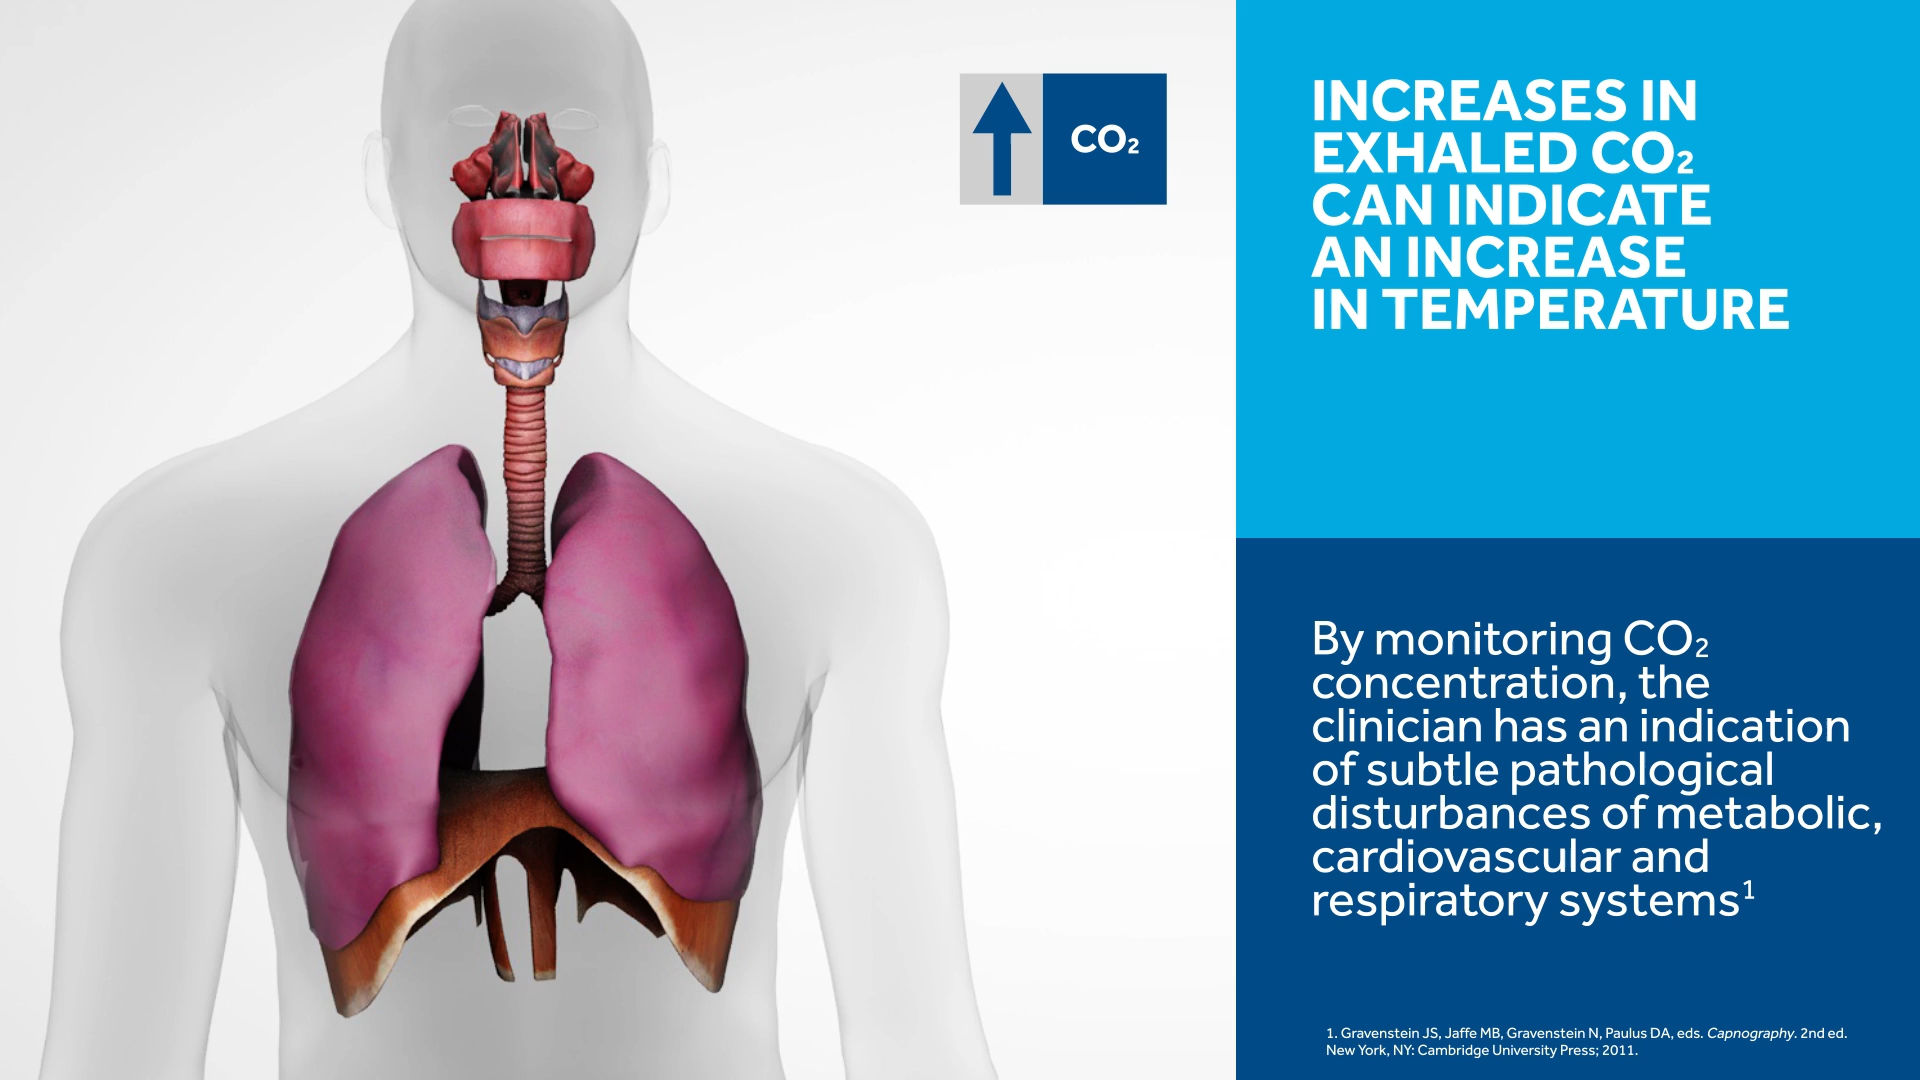 CO₂
INCREASES IN
EXHALED CO₂
CAN INDICATE
AN INCREASE
IN TEMPERATURE
By monitoring CO₂
concentration, the
clinician has an indication
of subtle pathological
disturbances of metabolic,
cardiovascular and
respiratory systems¹
1. Gravenstein JS, Jaffe MB, Gravenstein N, Paulus DA, eds. Capnography. 2nd ed.
New York, NY: Cambridge University Press; 2011.